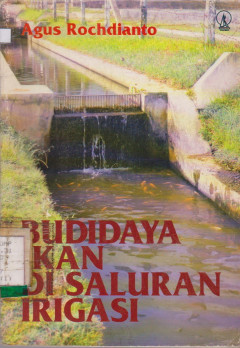 Agus Rochdianto
BUDIDAYA
IKAN
DI SALURAN
IRIGASI